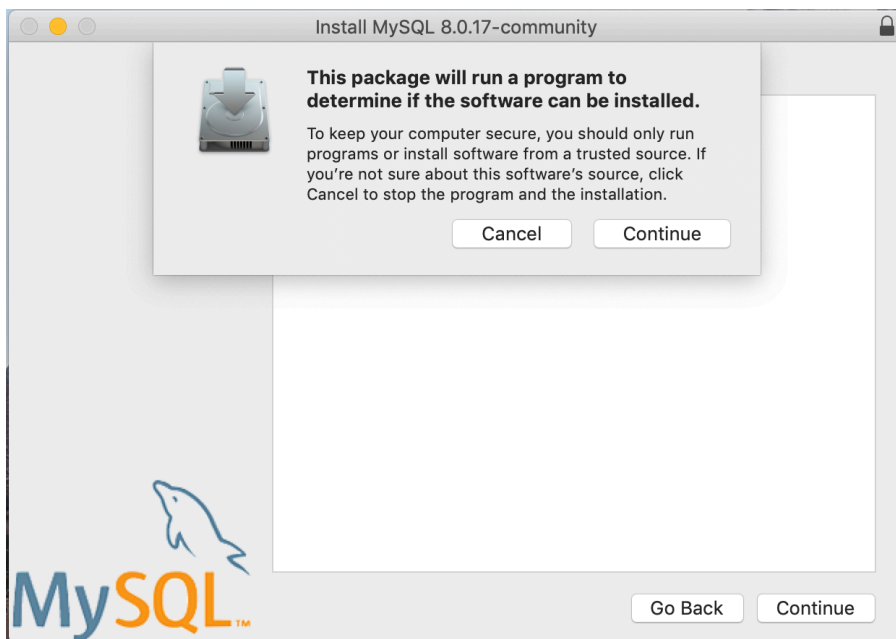 Install MySQL 8.0.17-community
This package will run a program to
determine if the software can be installed.
To keep your computer secure, you should only run
programs or install software from a trusted source. If
you're not sure about this software's source, click
Cancel to stop the program and the installation.
Cancel Continue
MySQL™
Go Back Continue